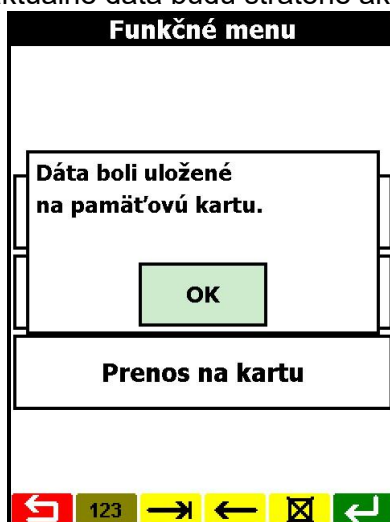 Funkčné menu
Dáta boli uložené
na pamäťovú kartu.
OK
Prenos na kartu
123